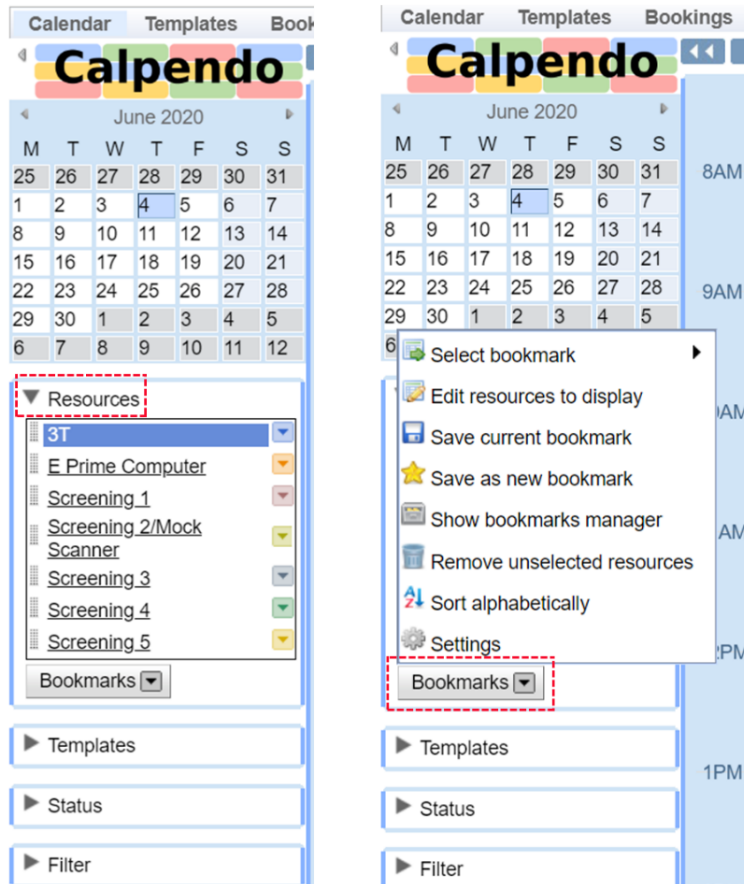 Calendar Templates Book
Calpendo
June 2020
M T W T F S S
25 26 27 28 29 30 31
1 2 3 4 5 6 7
8 9 10 11 12 13 14
15 16 17 18 19 20 21
22 23 24 25 26 27 28
29 30 1 2 3 4 5
6 7 8 9 10 11 12
Resources
3T
E Prime Computer
Screening 1
Screening 2/Mock
Scanner
Screening 3
Screening 4
Screening 5
Bookmarks
Templates
Status
Filter
Calendar Templates Bookings
Calpendo
June 2020
M T W T F S S
25 26 27 28 29 30 31
1 2 3 4 5 6 7
8 9 10 11 12 13 14
15 16 17 18 19 20 21
22 23 24 25 26 27 28
29 30 1 2 3 4 5
6
Select bookmark
Edit resources to display
Save current bookmark
Save as new bookmark
Show bookmarks manager
Remove unselected resources
Sort alphabetically
Settings
Bookmarks
Templates
Status
Filter
8AM
9AM
AM
AM
PM
1PM